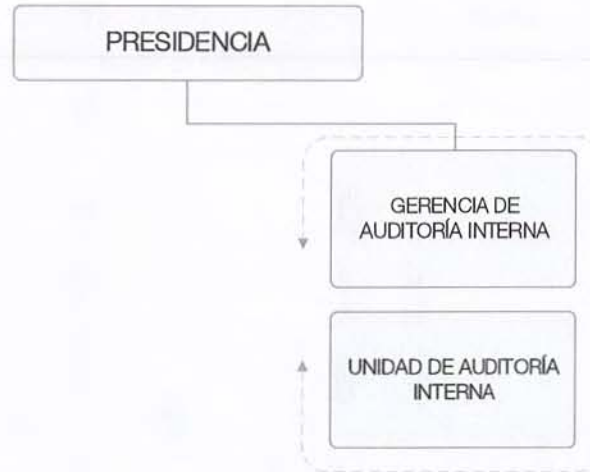 PRESIDENCIA
GERENCIA DE
AUDITORÍA INTERNA
UNIDAD DE AUDITORÍA
INTERNA